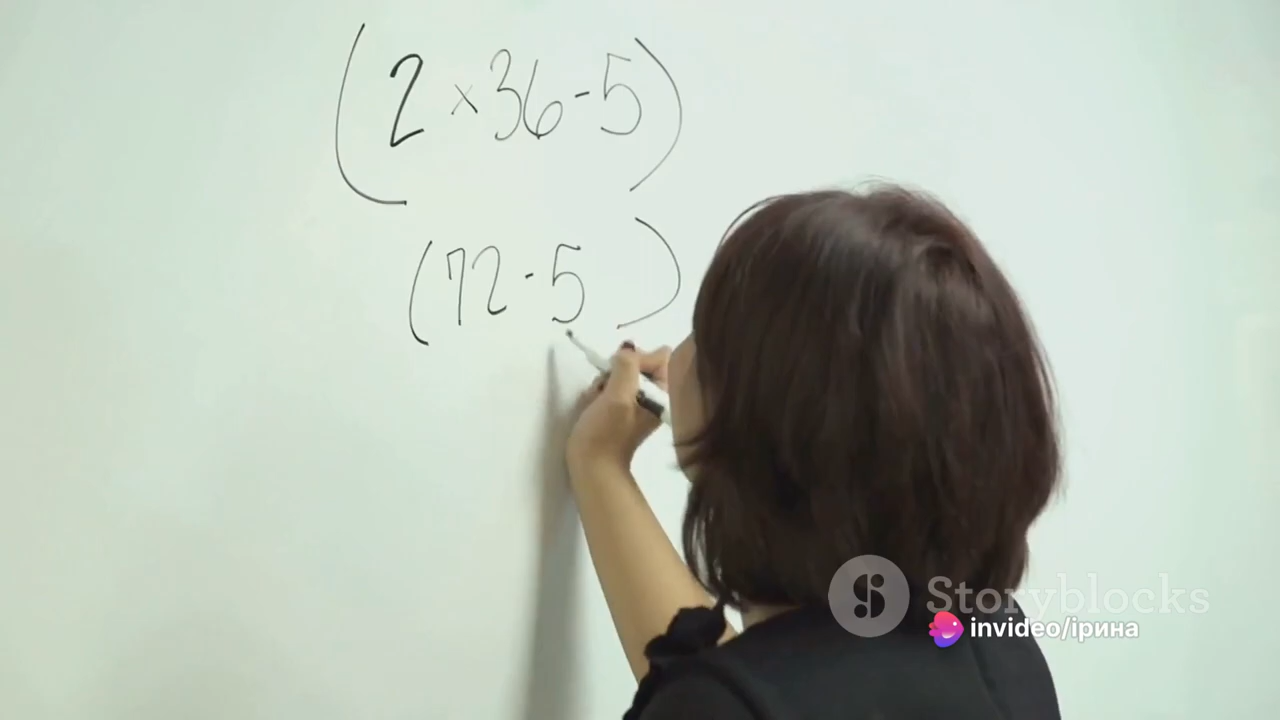 (2 × 36 - 5)
(72 - 5 )
Storyblocks
invideo/ірина